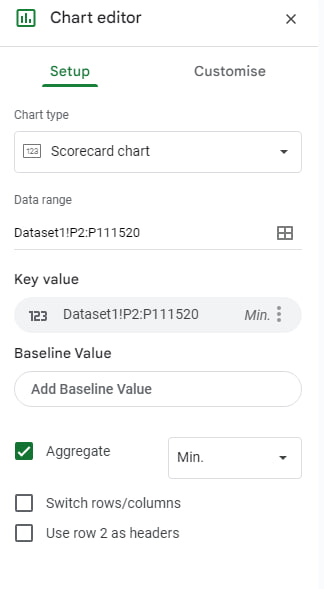 Chart editor
Setup Customise
Chart type
123 Scorecard chart
Data range
Dataset1!P2:P111520
Key value
123 Dataset1!P2:P111520 Min.
Baseline Value
Add Baseline Value
Aggregate Min.
Switch rows/columns
Use row 2 as headers